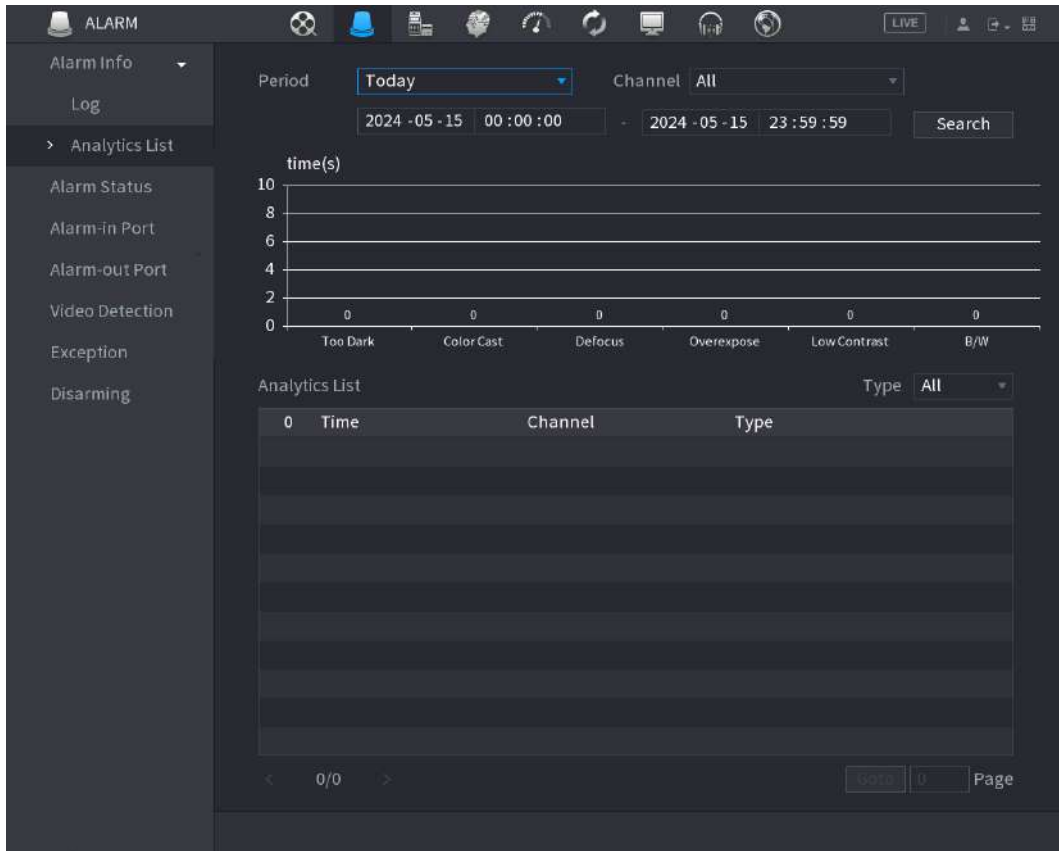 ALARM
LIVE
Alarm Info
Log
Analytics List
Alarm Status
Alarm-in Port
Alarm-out Port
Video Detection
Exception
Disarming
Period Today Channel All
2024 -05 -15 00 :00 :00 - 2024 -05 -15 23 :59 :59 Search
time(s)
10
8
6
4
2
0
0 0 0 0 0 0
Too Dark Color Cast Defocus Overexpose Low Contrast B/W
Analytics List Type All
0 Time Channel Type
< 0/0 > Goto 0 Page